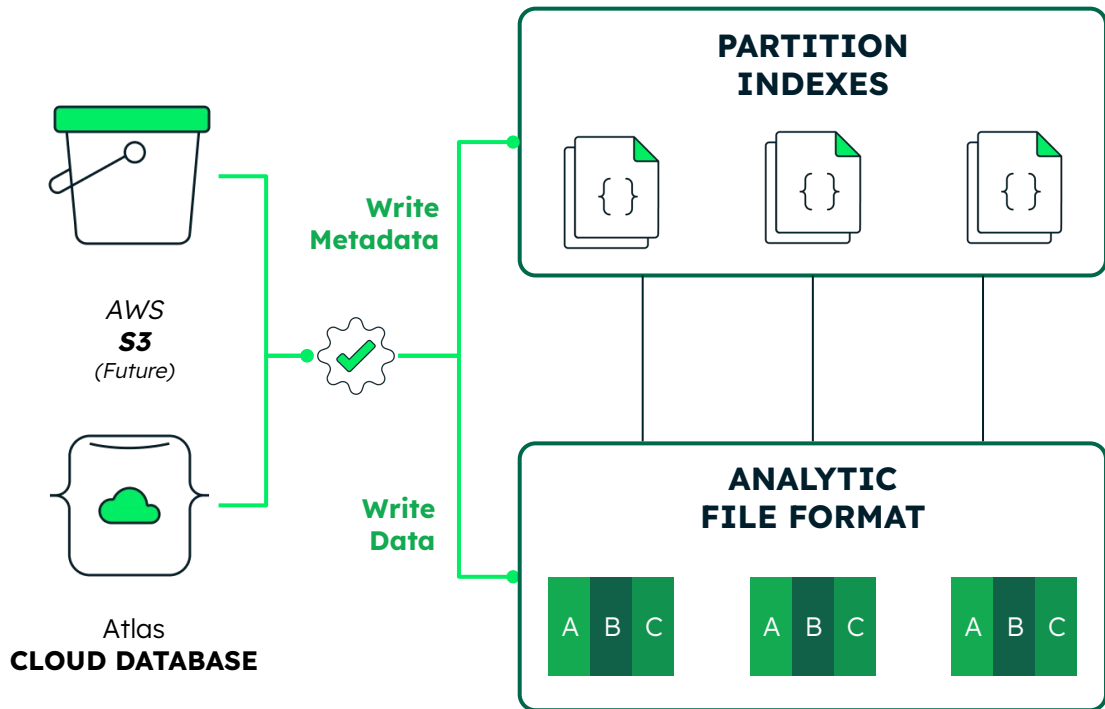 PARTITION
INDEXES
{ }
{ }
{ }
Write
Metadata
AWS
S3
(Future)
ANALYTIC
FILE FORMAT
Write
Data
A B C
A B C
A B C
Atlas
CLOUD DATABASE